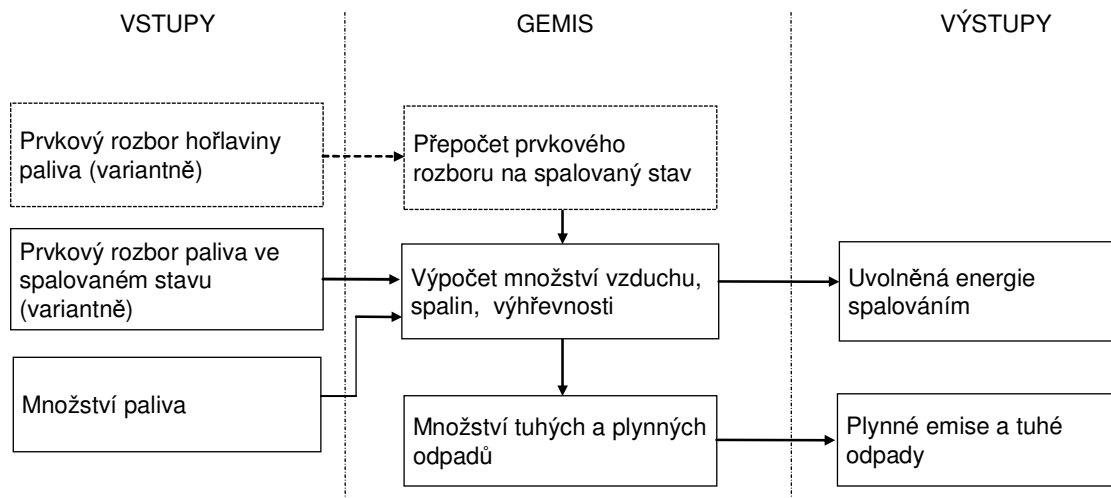 VSTUPY
GEMIS
VÝSTUPY
Prvkový rozbor hořlaviny
paliva (variantně)
Přepočet prvkového
rozboru na spalovaný stav
Prvkový rozbor paliva ve
spalovaném stavu
(variantně)
Výpočet množství vzduchu,
spalin, výhřevnosti
Uvolněná energie
spalováním
Množství paliva
Množství tuhých a plynných
odpadů
Plynné emise a tuhé
odpady